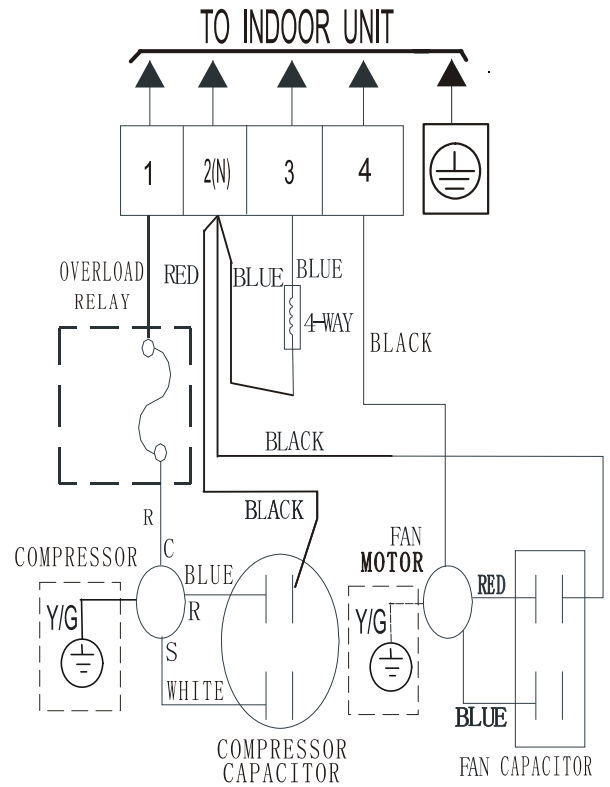 TO INDOOR UNIT
1
2(N)
3
4
OVERLOAD
RELAY
RED
BLUE
BLUE
4-WAY
BLACK
BLACK
BLACK
R
C
COMPRESSOR
BLUE
R
Y/G
S
WHITE
COMPRESSOR
CAPACITOR
FAN
MOTOR
RED
Y/G
BLUE
FAN CAPACITOR